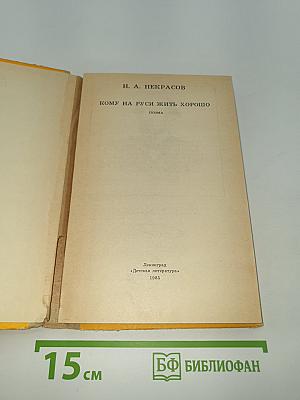 Н. А. НЕКРАСОВ
КОМУ НА РУСИ ЖИТЬ ХОРОШО
поэма
Ленинград
«Детская литература»
1985
15 см
БФ БИБЛИОФАН